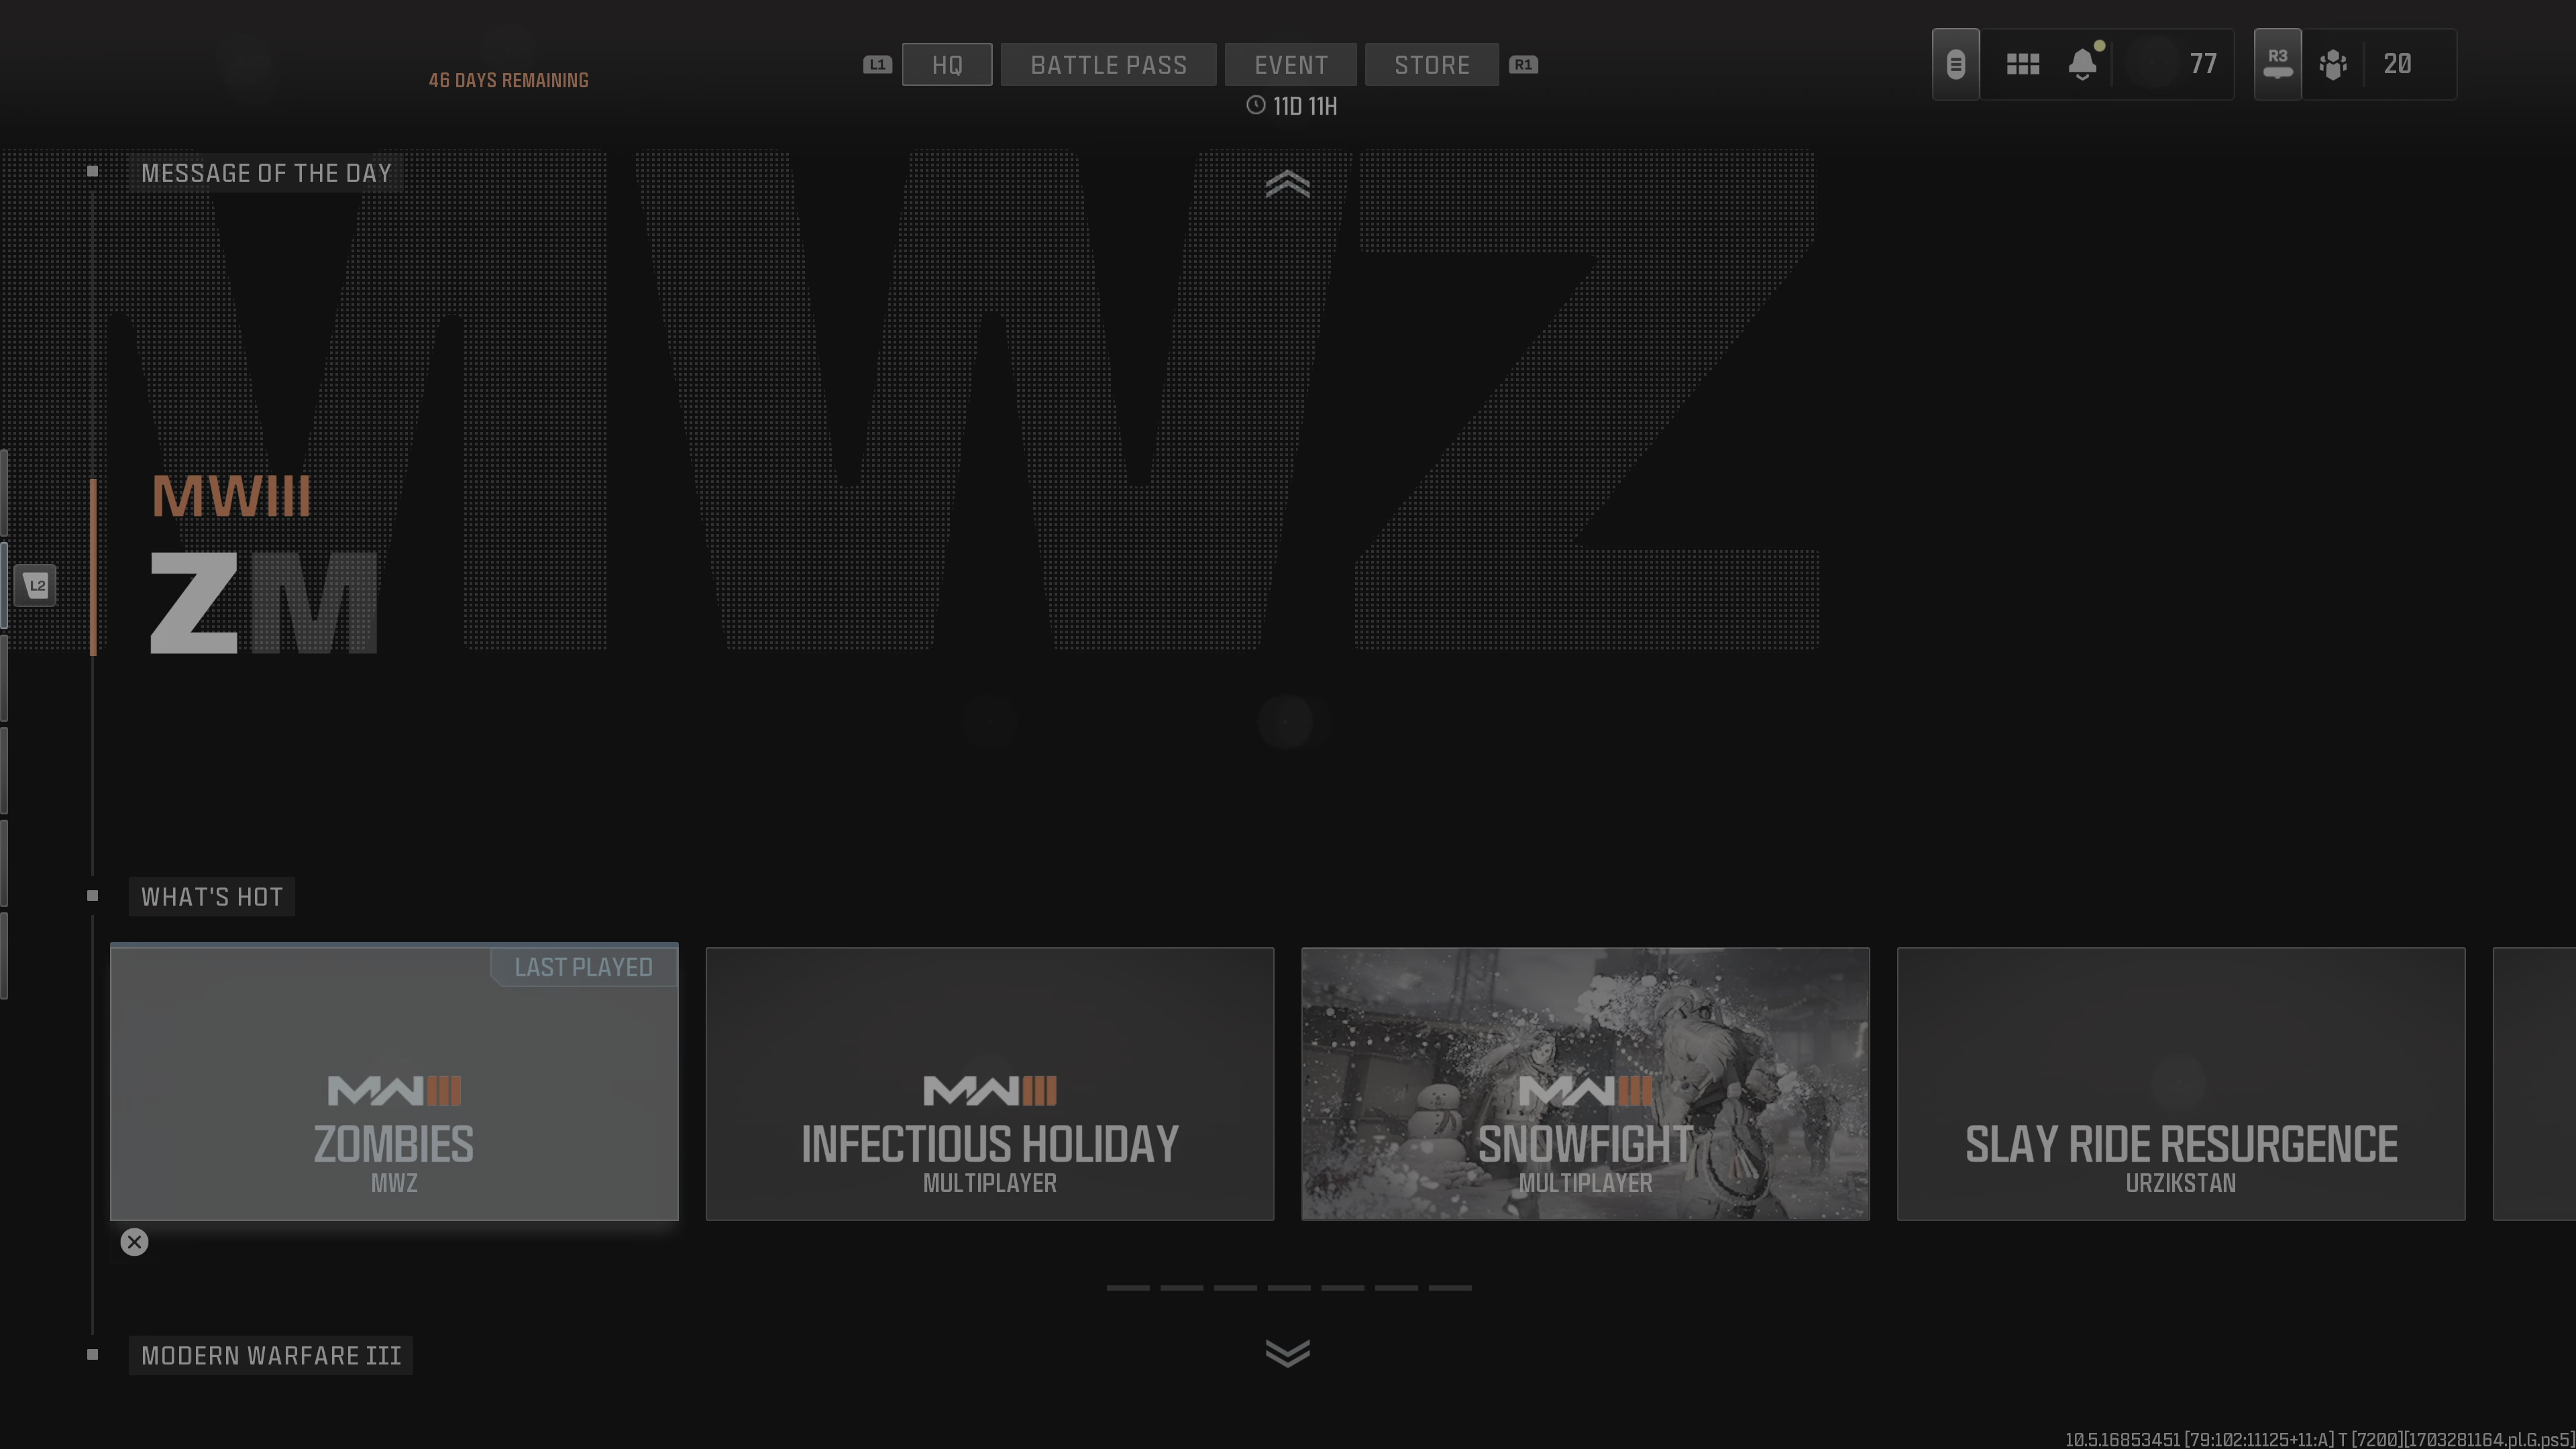 46 DAYS REMAINING
L1 HQ BATTLE PASS EVENT STORE R1
11D 11H
77
R3
20
MESSAGE OF THE DAY
MWZ
MWIII
ZM
L2
WHAT'S HOT
LAST PLAYED
MWIII
ZOMBIES
MWZ
MWIII
INFECTIOUS HOLIDAY
MULTIPLAYER
MWIII
SNOWFIGHT
MULTIPLAYER
SLAY RIDE RESURGENCE
URZIKSTAN
MODERN WARFARE III
10.5.16853451 [79:102:11125+11:A] T [7200][1703281164.pl.G.ps5]